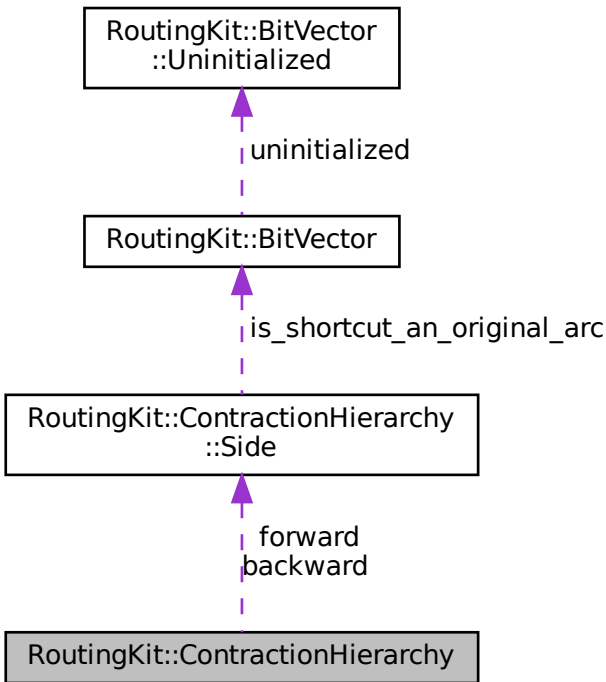 RoutingKit::BitVector
::Uninitialized
uninitialized
RoutingKit::BitVector
is_shortcut_an_original_arc
RoutingKit::ContractionHierarchy
::Side
forward
backward
RoutingKit::ContractionHierarchy